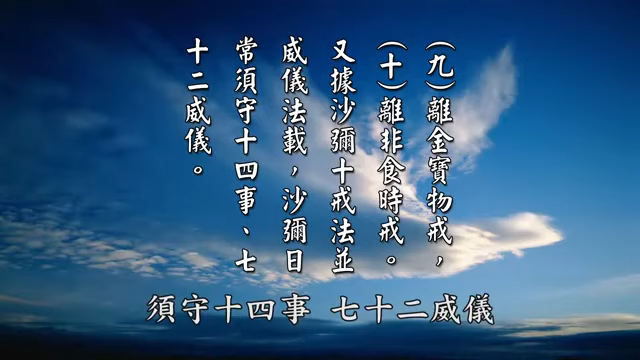 (九)離金寶物戒，
(十)離非食時戒。
又據沙彌十戒法並
威儀法載，沙彌日
常須守十四事、七
十二威儀。
須守十四事 七十二威儀